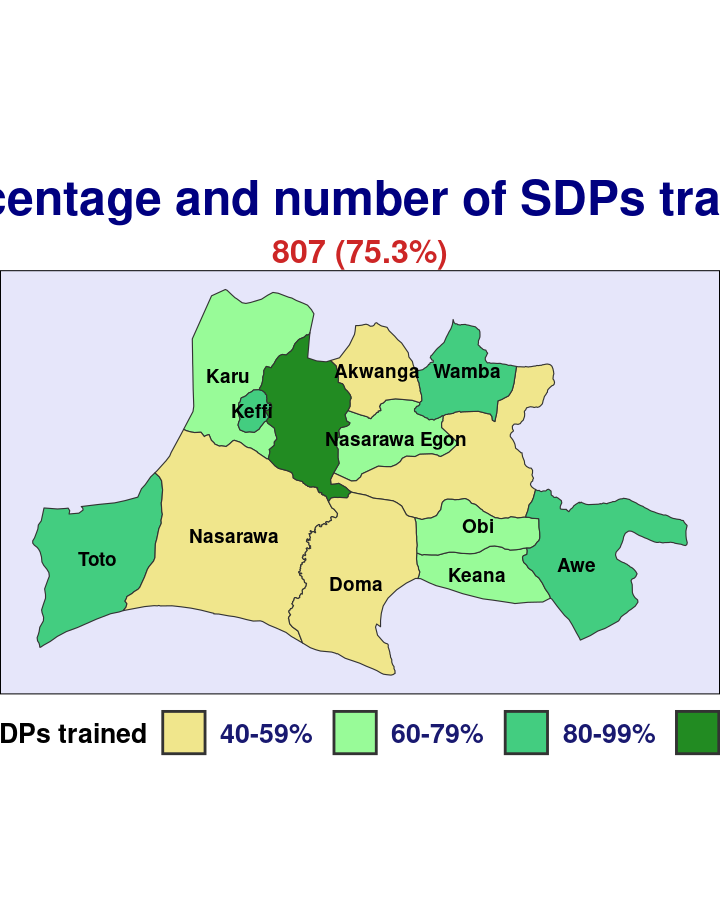 centage and number of SDPs tra
807 (75.3%)
Akwanga
Wamba
Karu
Keffi
Nasarawa Egon
Obi
Nasarawa
Toto
Awe
Keana
Doma
DPs trained 40-59% 60-79% 80-99%